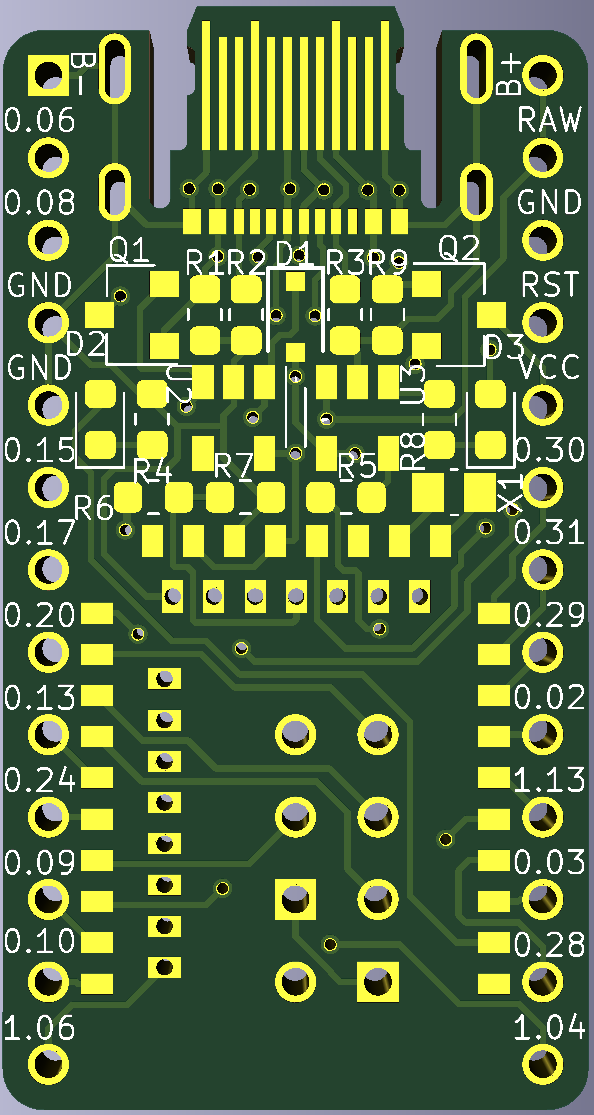 B-
B+
0.06
RAW
0.08
GND
Q1
R1
R2
D1
R3
R9
Q2
GND
RST
D2
D3
GND
U2
U3
VCC
0.15
R4
R7
R5
R8
0.30
R6
X1
0.17
0.31
0.20
0.29
0.13
0.02
0.24
1.13
0.09
0.03
0.10
0.28
1.06
1.04